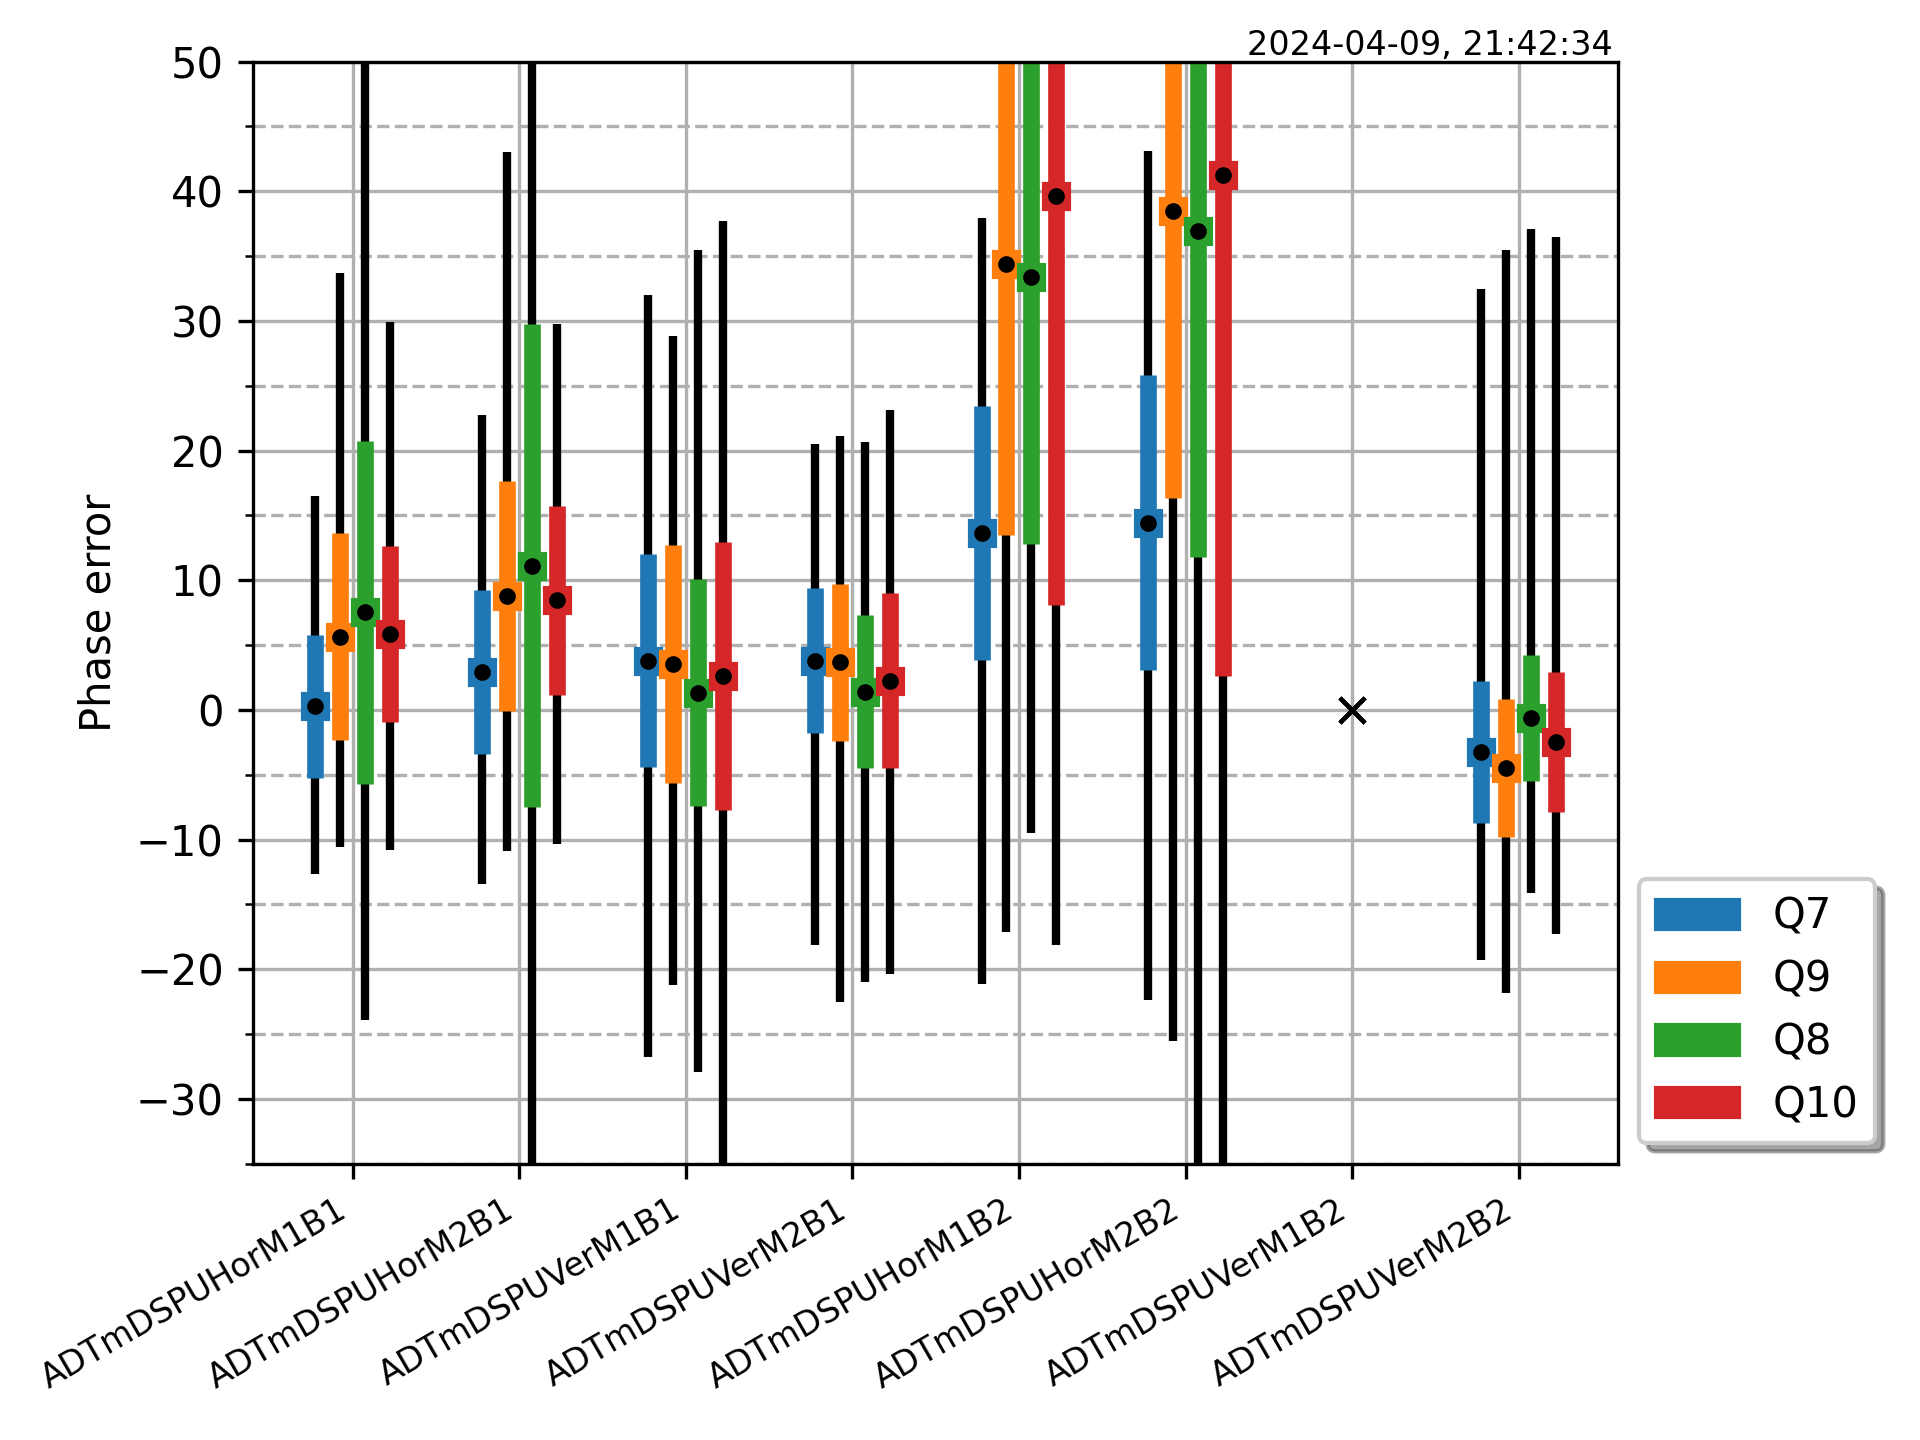 2024-04-09, 21:42:34
50
40
30
20
10
0
−10
−20
−30
Phase error
ADTmDSPUHorM1B1
ADTmDSPUHorM2B1
ADTmDSPUVerM1B1
ADTmDSPUVerM2B1
ADTmDSPUHorM1B2
ADTmDSPUHorM2B2
ADTmDSPUVerM1B2
ADTmDSPUVerM2B2
Q7
Q9
Q8
Q10